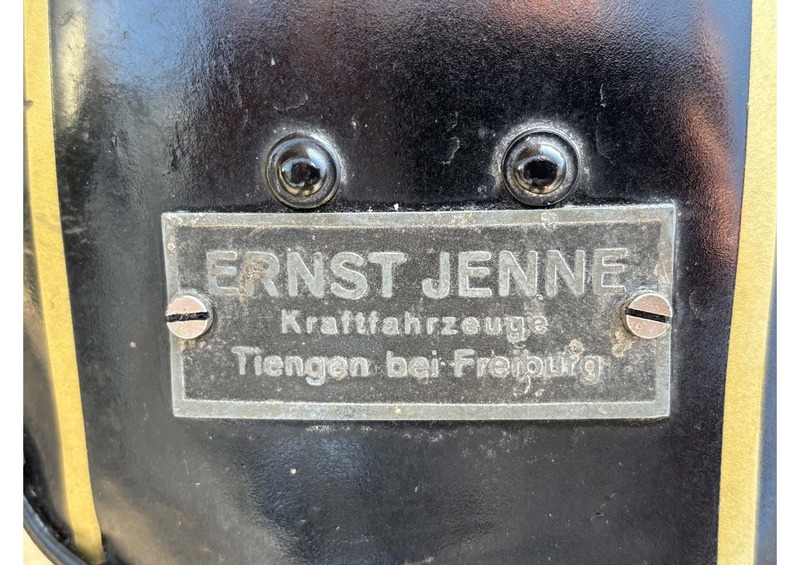 ERNST JENNE
Kraftfahrzeuge
Tiengen bei Freiburg